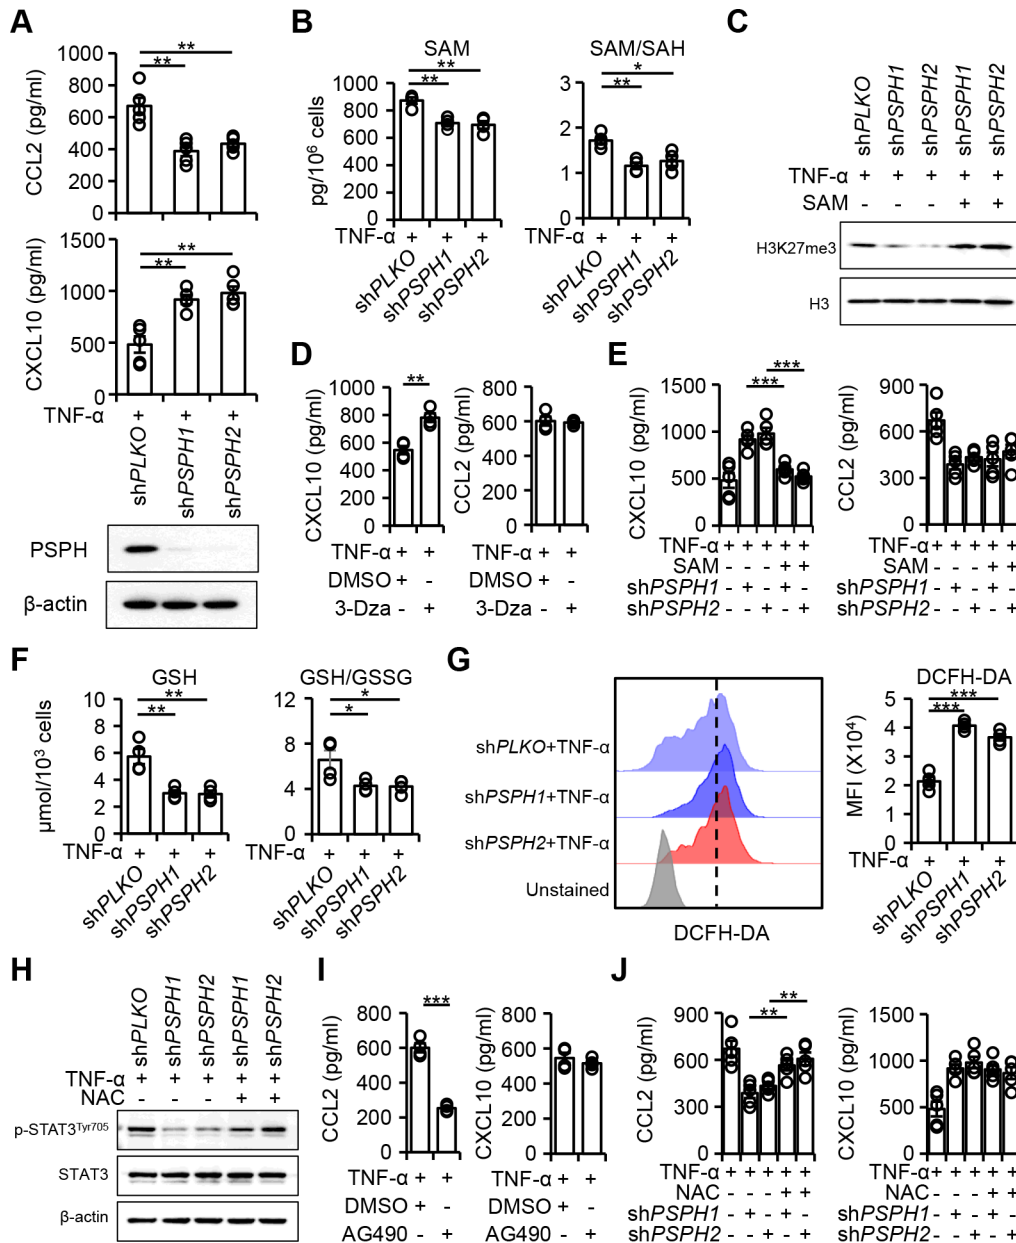 A
CCL2 (pg/ml)
1000
800
600
400
200
0
**
**
CXCL10 (pg/ml)
1500
1000
500
0
**
**
TNF-α + + +
shPLKO
shPSPH1
shPSPH2
PSPH
β-actin
B
SAM
pg/10⁶ cells
1000
800
600
400
200
0
**
**
TNF-α + + +
shPLKO
shPSPH1
shPSPH2
SAM/SAH
3
2
1
0
*
**
TNF-α + + +
shPLKO
shPSPH1
shPSPH2
C
shPLKO
shPSPH1
shPSPH2
shPSPH1
shPSPH2
TNF-α + + + + +
SAM - - - + +
H3K27me3
H3
D
CXCL10 (pg/ml)
1000
800
600
400
200
0
**
TNF-α + +
DMSO + -
3-Dza - +
CCL2 (pg/ml)
800
600
400
200
0
TNF-α + +
DMSO + -
3-Dza - +
E
CXCL10 (pg/ml)
1500
1000
500
0
***
***
TNF-α + + + + +
SAM - - - + +
shPSPH1 - + - + -
shPSPH2 - - + - +
CCL2 (pg/ml)
900
600
300
0
TNF-α + + + + +
SAM - - - + +
shPSPH1 - + - + -
shPSPH2 - - + - +
F
GSH
µmol/10³ cells
10
8
6
4
2
0
**
**
TNF-α + + +
shPLKO
shPSPH1
shPSPH2
GSH/GSSG
12
8
4
0
*
*
TNF-α + + +
shPLKO
shPSPH1
shPSPH2
G
shPLKO+TNF-α
shPSPH1+TNF-α
shPSPH2+TNF-α
Unstained
DCFH-DA
DCFH-DA
MFI (X10⁴)
5
4
3
2
1
0
***
***
TNF-α + + +
shPLKO
shPSPH1
shPSPH2
H
shPLKO
shPSPH1
shPSPH2
shPSPH1
shPSPH2
TNF-α + + + + +
NAC - - - + +
p-STAT3ᵀʸʳ⁷⁰⁵
STAT3
β-actin
I
CCL2 (pg/ml)
800
600
400
200
0
***
TNF-α + +
DMSO + -
AG490 - +
CXCL10 (pg/ml)
800
600
400
200
0
TNF-α + +
DMSO + -
AG490 - +
J
CCL2 (pg/ml)
900
600
300
0
**
**
TNF-α + + + + +
NAC - - - + +
shPSPH1 - + - + -
shPSPH2 - - + - +
CXCL10 (pg/ml)
1500
1000
500
0
TNF-α + + + + +
NAC - - - + +
shPSPH1 - + - + -
shPSPH2 - - + - +